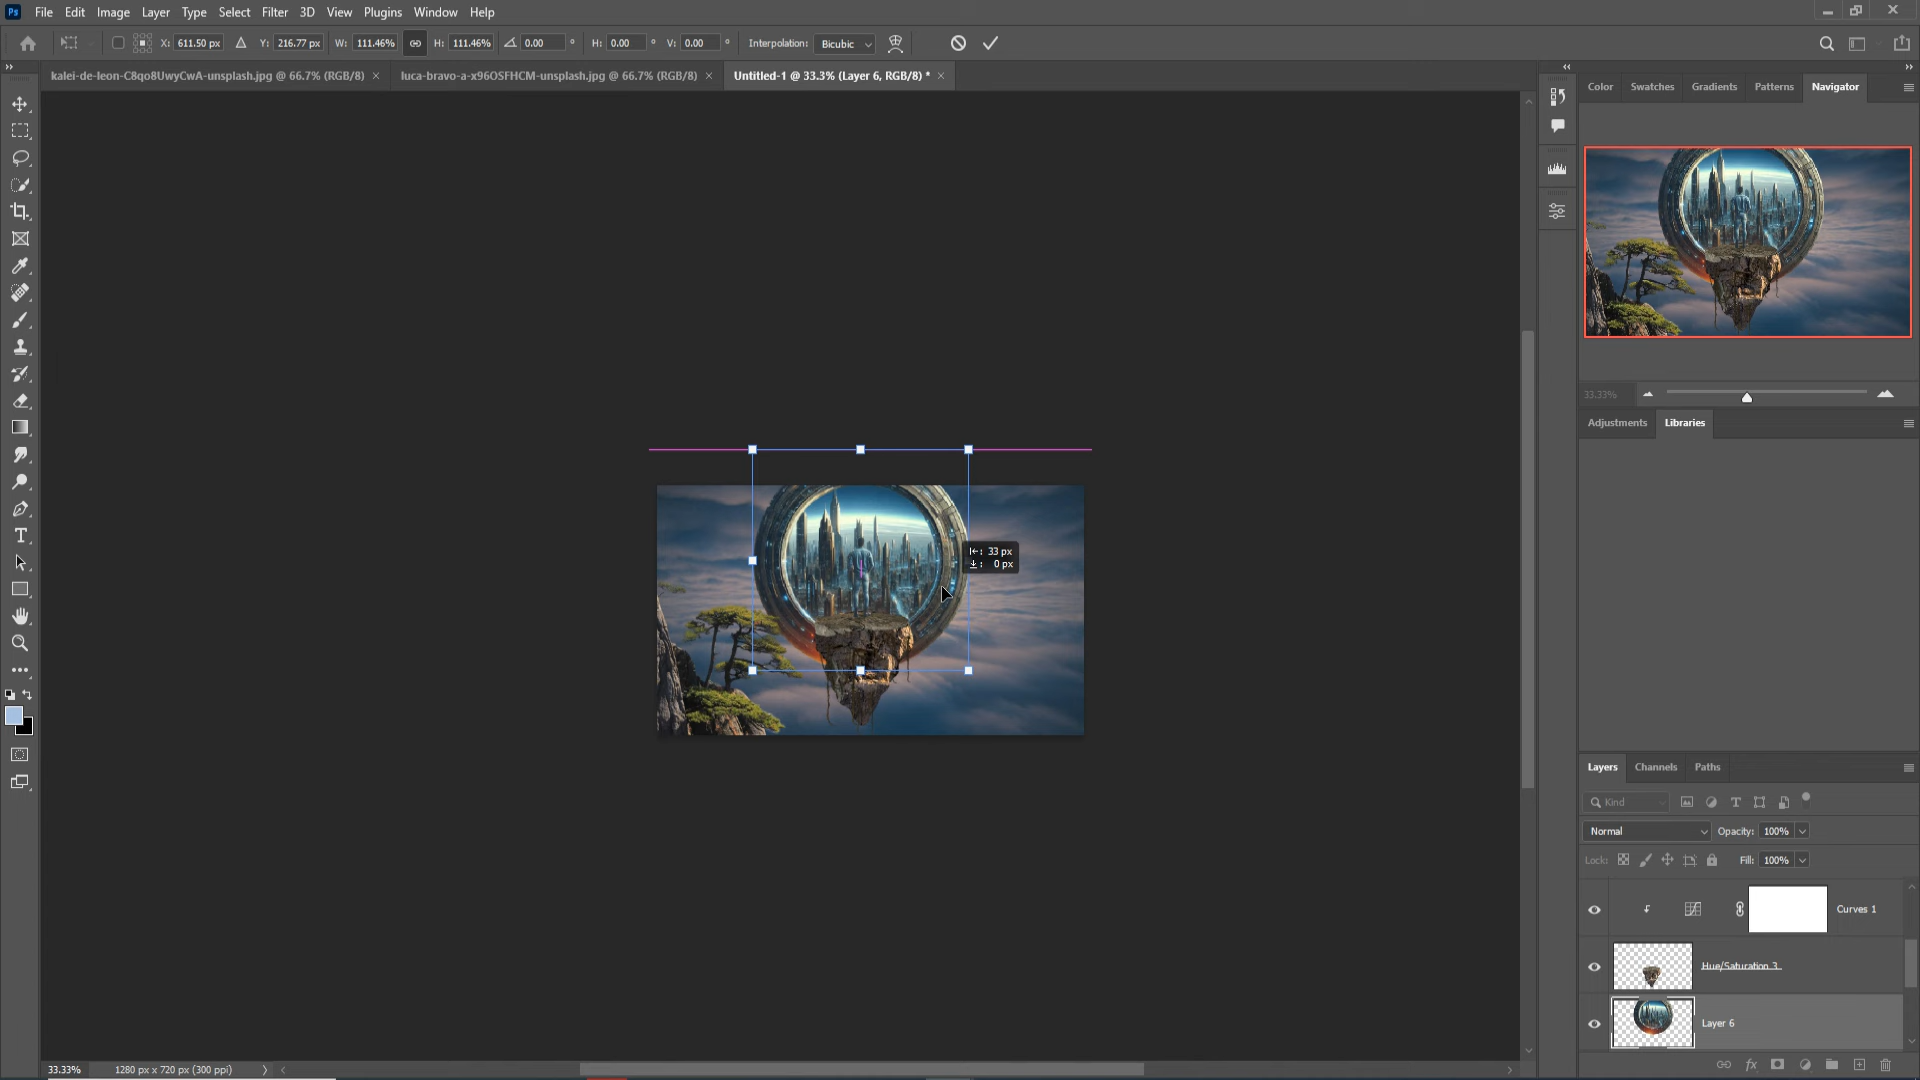 Ps File Edit Image Layer Type Select Filter 3D View Plugins Window Help
X: 611.50 px Y: 216.77 px W: 111.46% H: 111.46% 0.00 ° H: 0.00 ° V: 0.00 ° Interpolation: Bicubic
kalei-de-leon-C8qo8UwyCwA-unsplash.jpg @ 66.7% (RGB/8) × luca-bravo-a-x96OSFHCM-unsplash.jpg @ 66.7% (RGB/8) × Untitled-1 @ 33.3% (Layer 6, RGB/8) * ×
Color Swatches Gradients Patterns Navigator
33.33%
Adjustments Libraries
33 px
0 px
Layers Channels Paths
Kind
Normal Opacity: 100%
Lock: Fill: 100%
Curves 1
Hue/Saturation 3
Layer 6
33.33% 1280 px x 720 px (300 ppi)